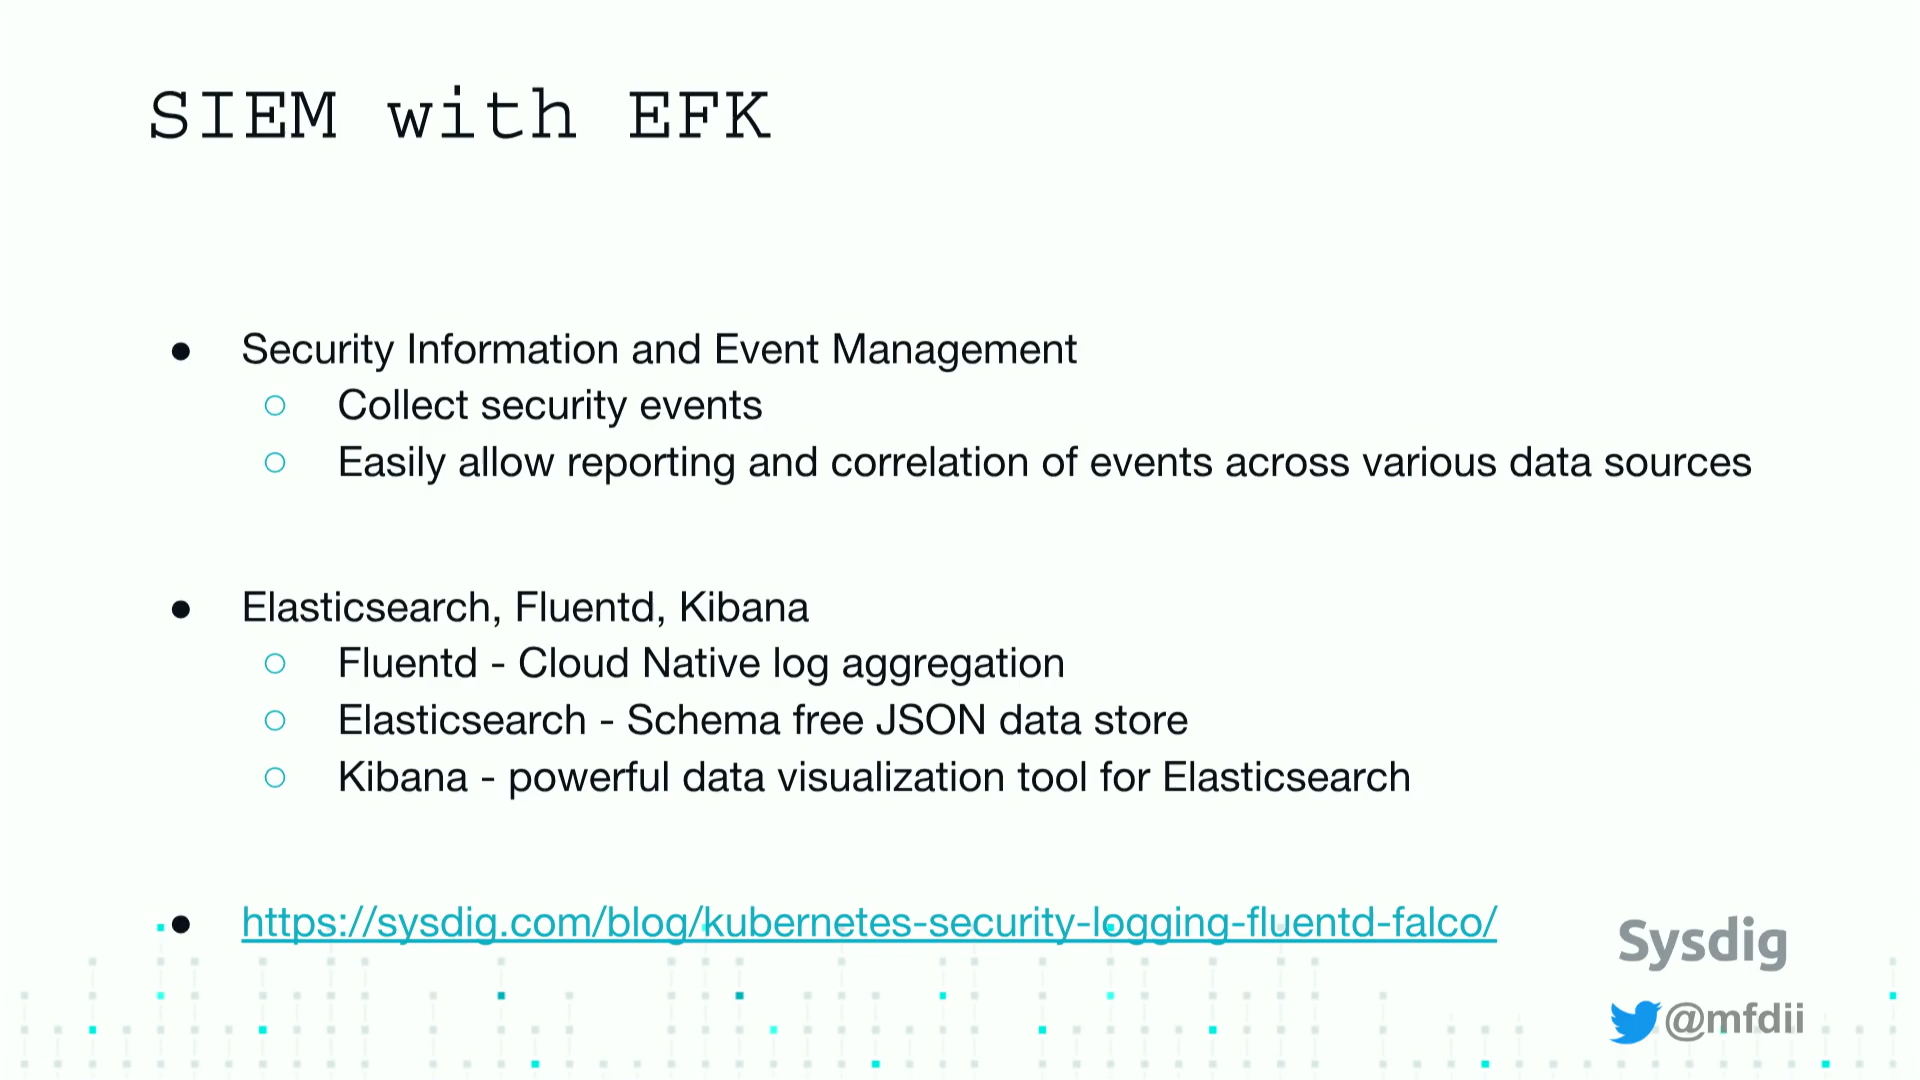 SIEM with EFK
● Security Information and Event Management
○ Collect security events
○ Easily allow reporting and correlation of events across various data sources
● Elasticsearch, Fluentd, Kibana
○ Fluentd - Cloud Native log aggregation
○ Elasticsearch - Schema free JSON data store
○ Kibana - powerful data visualization tool for Elasticsearch
● https://sysdig.com/blog/kubernetes-security-logging-fluentd-falco/
Sysdig
@mfdii